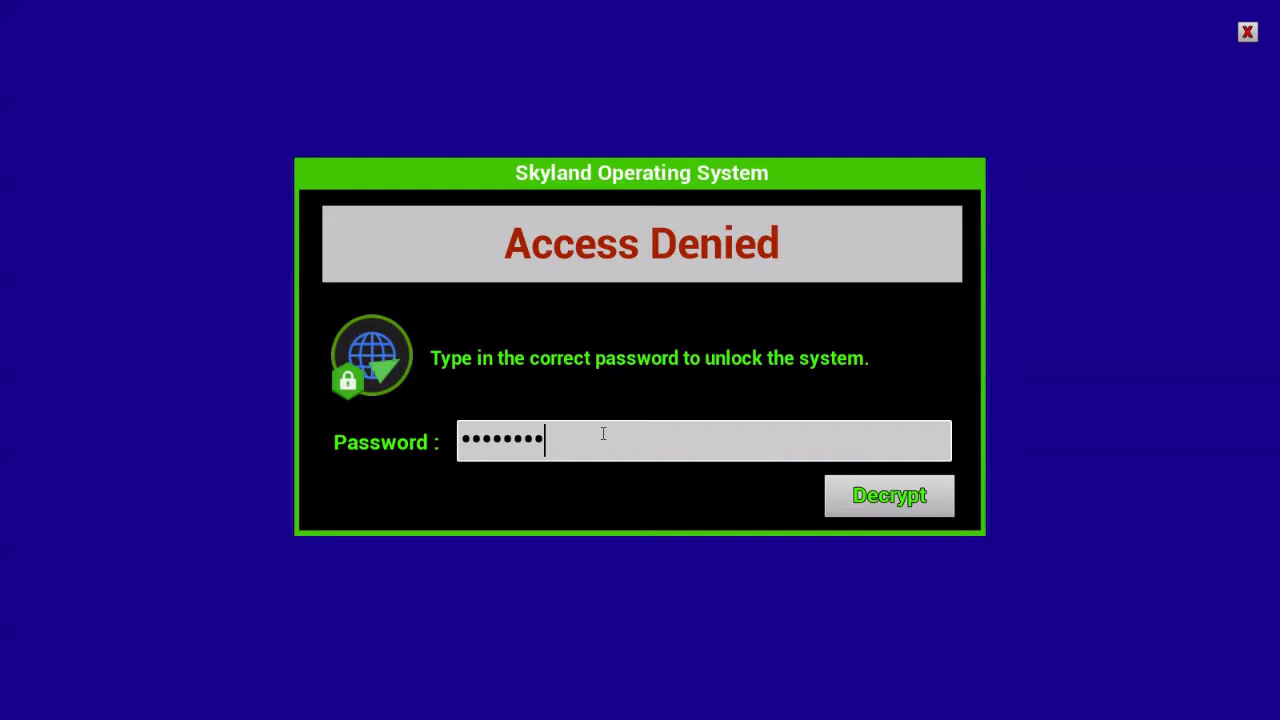 X
Skyland Operating System
Access Denied
Type in the correct password to unlock the system.
Password : ••••••••
Decrypt